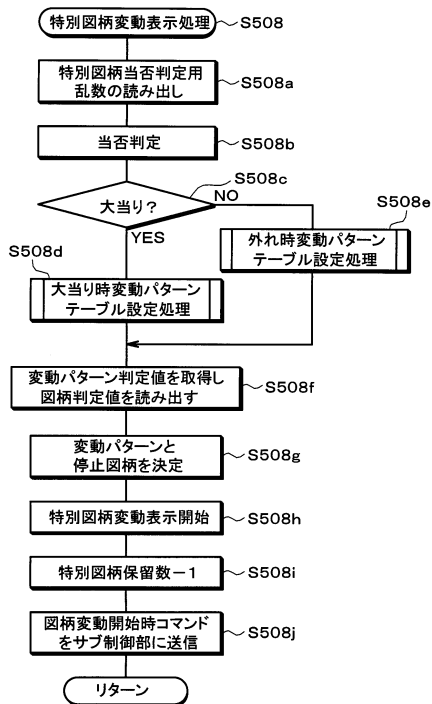 特別図柄変動表示処理
S508
特別図柄当否判定用
乱数の読み出し
S508a
当否判定
S508b
大当り？
S508c
NO
YES
S508d
大当り時変動パターン
テーブル設定処理
S508e
外れ時変動パターン
テーブル設定処理
変動パターン判定値を取得し
図柄判定値を読み出す
S508f
変動パターンと
停止図柄を決定
S508g
特別図柄変動表示開始
S508h
特別図柄保留数－1
S508i
図柄変動開始時コマンド
をサブ制御部に送信
S508j
リターン